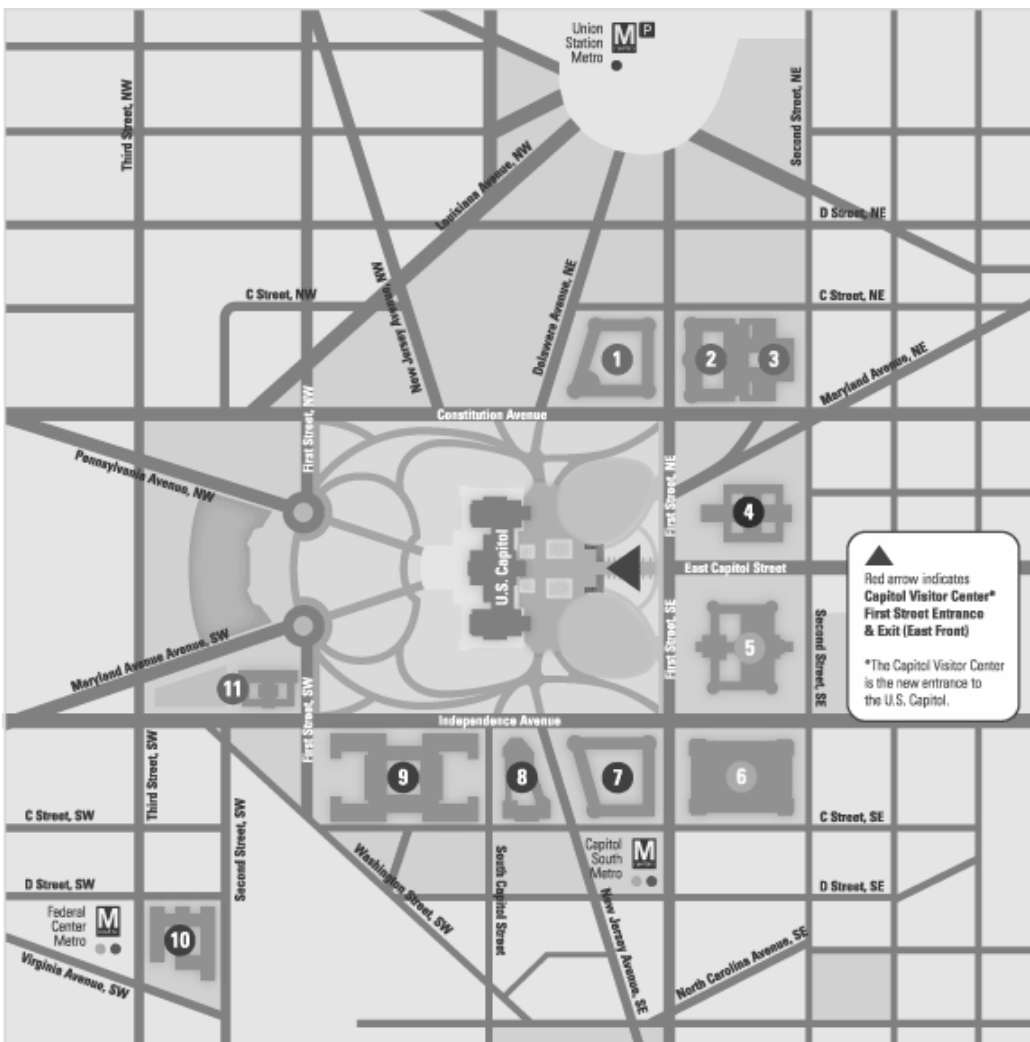 Union
Station
Metro
M
P
Third Street, NW
Second Street, NE
Louisiana Avenue, NW
D Street, NE
New Jersey Avenue, NW
C Street, NW
Delaware Avenue, NE
C Street, NE
1
2
3
Maryland Avenue, NE
Constitution Avenue
First Street, NW
First Street, NE
Pennsylvania Avenue, NW
4
U.S. Capitol
East Capitol Street
Red arrow indicates
Capitol Visitor Center*
First Street Entrance
& Exit (East Front)
*The Capitol Visitor Center
is the new entrance to
the U.S. Capitol.
Maryland Avenue Avenue, SW
First Street, SE
5
Second Street, SE
11
First Street, SW
Independence Avenue
Third Street, SW
9
8
7
6
C Street, SW
C Street, SE
Second Street, SW
Washington Street, SW
South Capitol Street
Capitol
South
Metro
M
D Street, SW
D Street, SE
New Jersey Avenue, SE
Federal
Center
Metro
M
10
Virginia Avenue, SW
North Carolina Avenue, SE